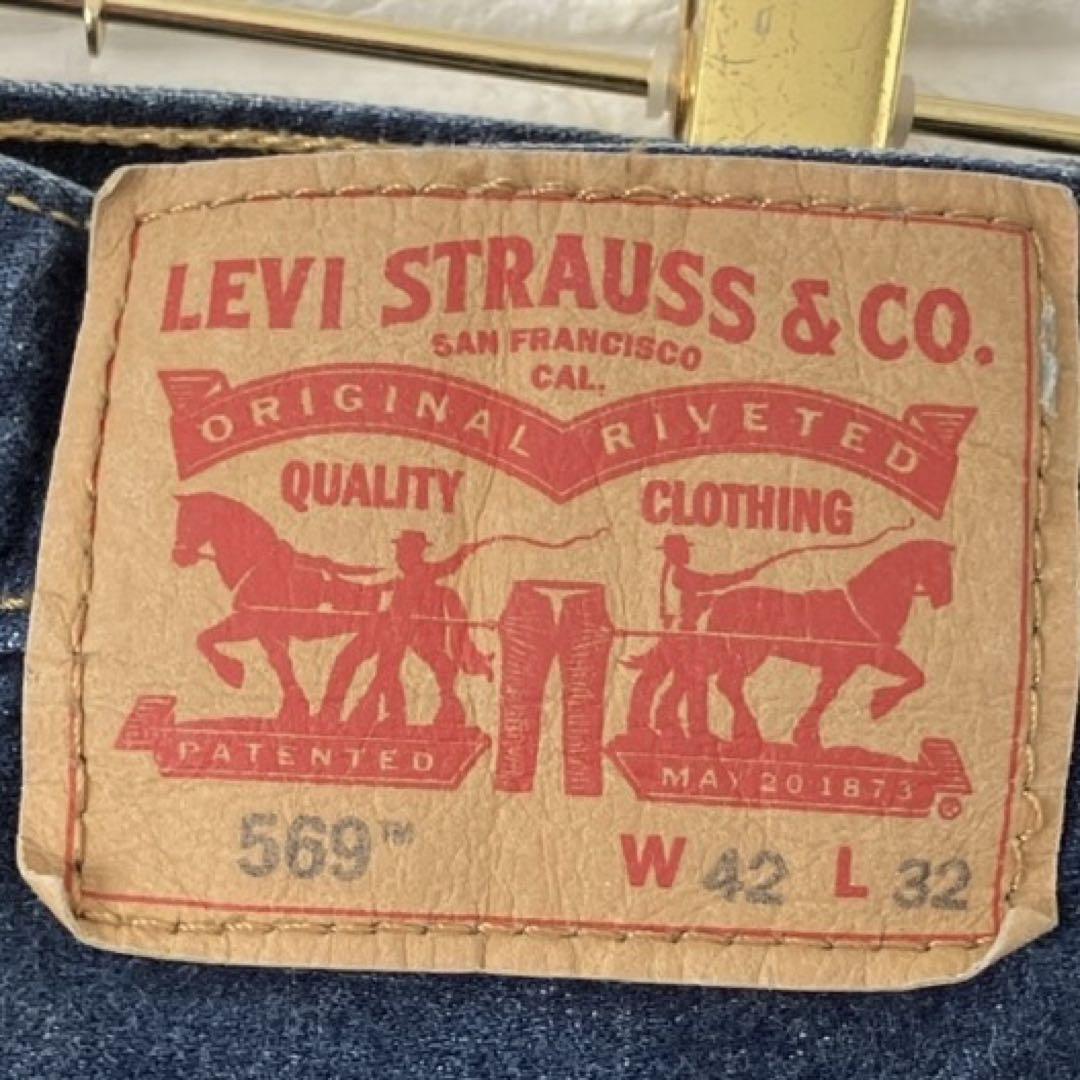 LEVI STRAUSS & CO.
SAN FRANCISCO
CAL.
ORIGINAL RIVETED
QUALITY CLOTHING
PATENTED MAY 20 1873 ®
569™ W 42 L 32